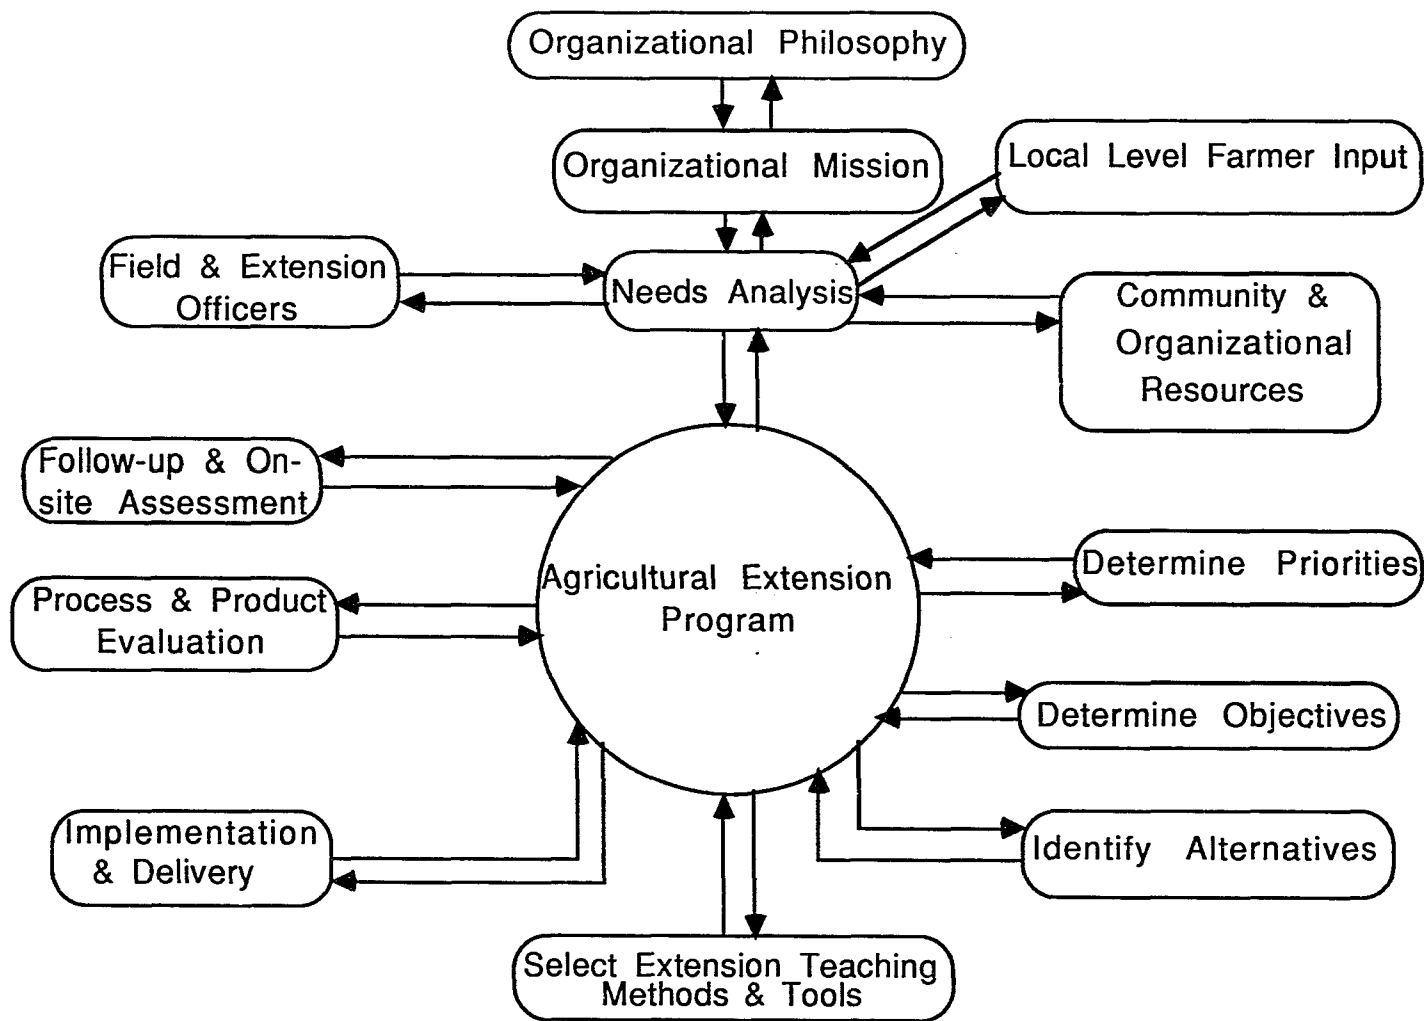 Organizational Philosophy
Organizational Mission
Local Level Farmer Input
Field & Extension
Officers
Needs Analysis
Community &
Organizational
Resources
Follow-up & On-
site Assessment
Agricultural Extension
Program
Determine Priorities
Process & Product
Evaluation
Determine Objectives
Implementation
& Delivery
Identify Alternatives
Select Extension Teaching
Methods & Tools